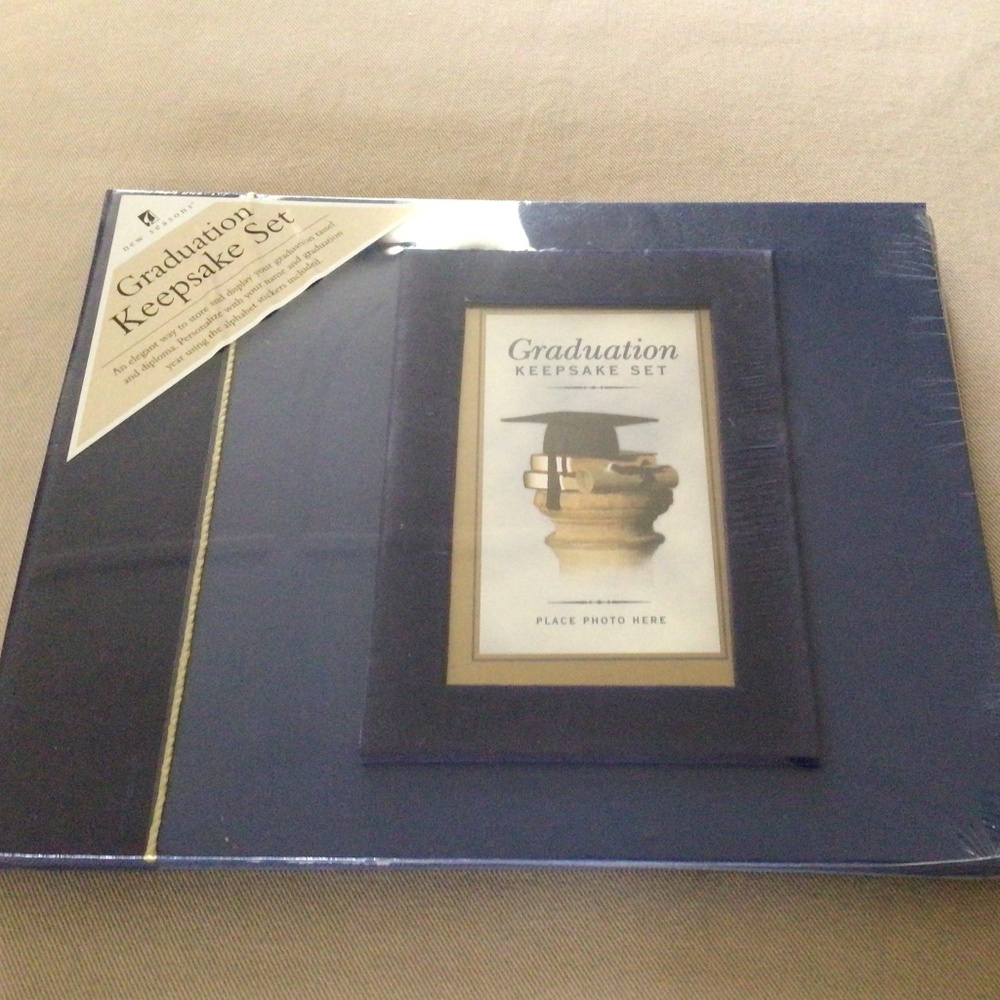 new seasons
Graduation
Keepsake Set
An elegant way to store and display your graduation tassel
and diploma. Personalize with your name and graduation
year using the alphabet stickers included.
Graduation
KEEPSAKE SET
PLACE PHOTO HERE